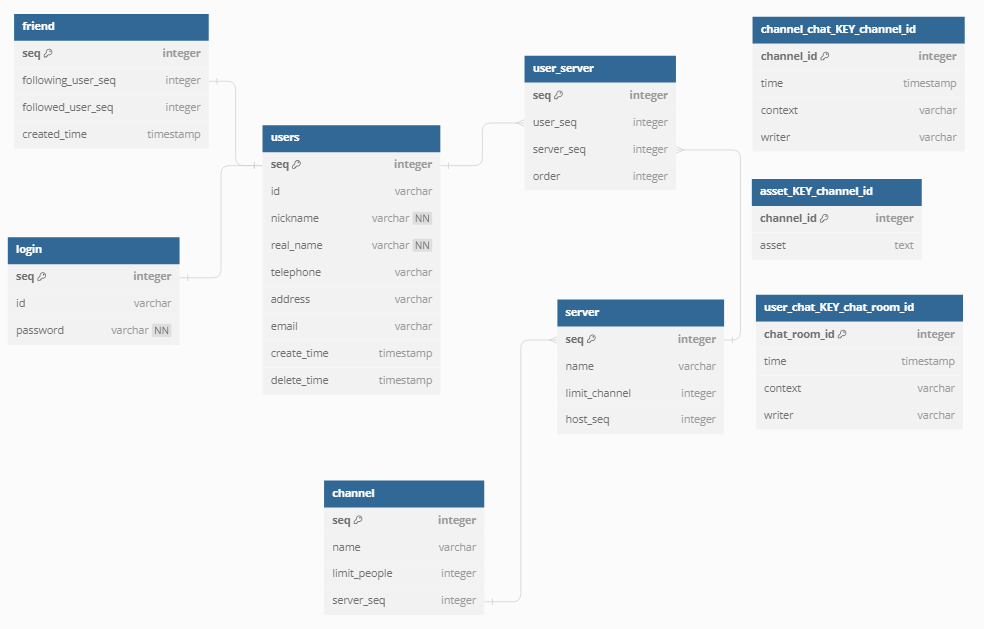 friend
seq integer
following_user_seq integer
followed_user_seq integer
created_time timestamp
login
seq integer
id varchar
password varchar NN
users
seq integer
id varchar
nickname varchar NN
real_name varchar NN
telephone varchar
address varchar
email varchar
create_time timestamp
delete_time timestamp
channel
seq integer
name varchar
limit_people integer
server_seq integer
user_server
seq integer
user_seq integer
server_seq integer
order integer
server
seq integer
name varchar
limit_channel integer
host_seq integer
channel_chat_KEY_channel_id
channel_id integer
time timestamp
context varchar
writer varchar
asset_KEY_channel_id
channel_id integer
asset text
user_chat_KEY_chat_room_id
chat_room_id integer
time timestamp
context varchar
writer varchar